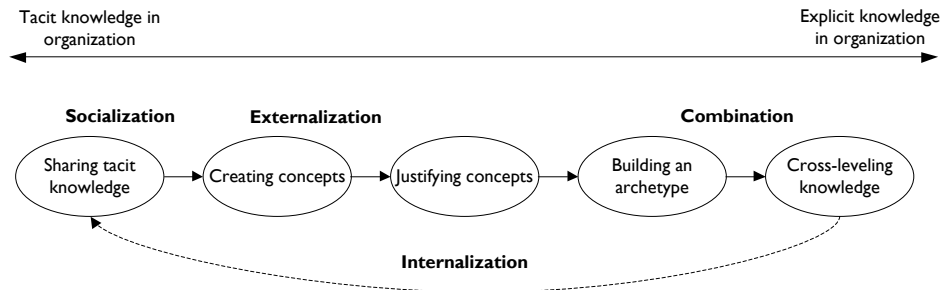 Tacit knowledge in
organization
Explicit knowledge
in organization
Socialization
Externalization
Combination
Sharing tacit
knowledge
Creating concepts
Justifying concepts
Building an
archetype
Cross-leveling
knowledge
Internalization